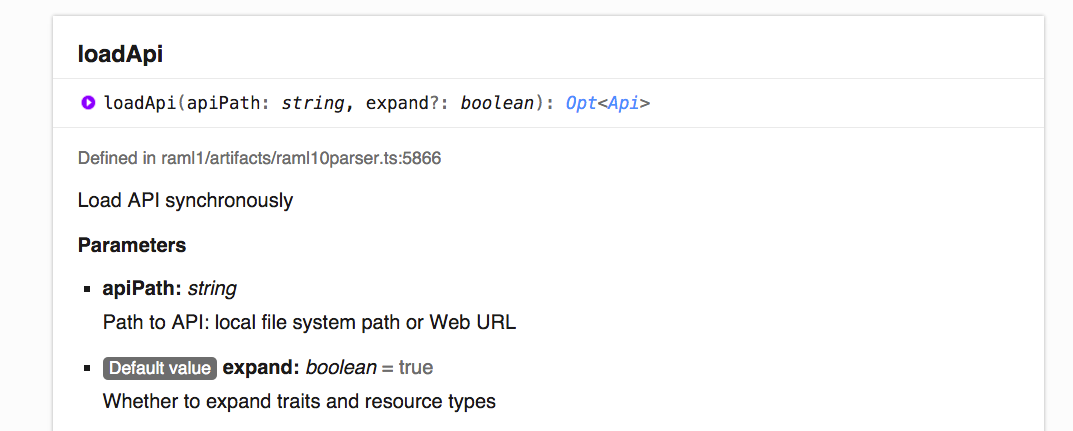 loadApi
loadApi(apiPath: string, expand?: boolean): Opt<Api>
Defined in raml1/artifacts/raml10parser.ts:5866
Load API synchronously
Parameters
apiPath: string
Path to API: local file system path or Web URL
Default value expand: boolean = true
Whether to expand traits and resource types